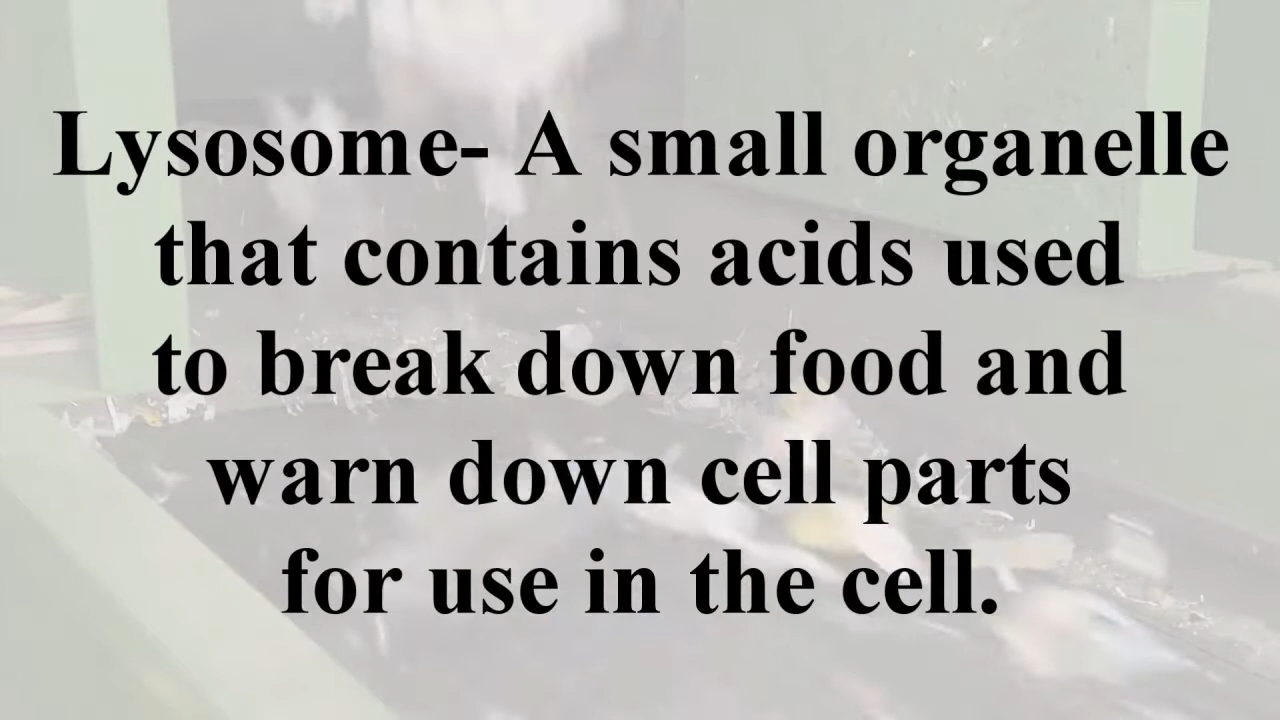 Lysosome- A small organelle
that contains acids used
to break down food and
warn down cell parts
for use in the cell.